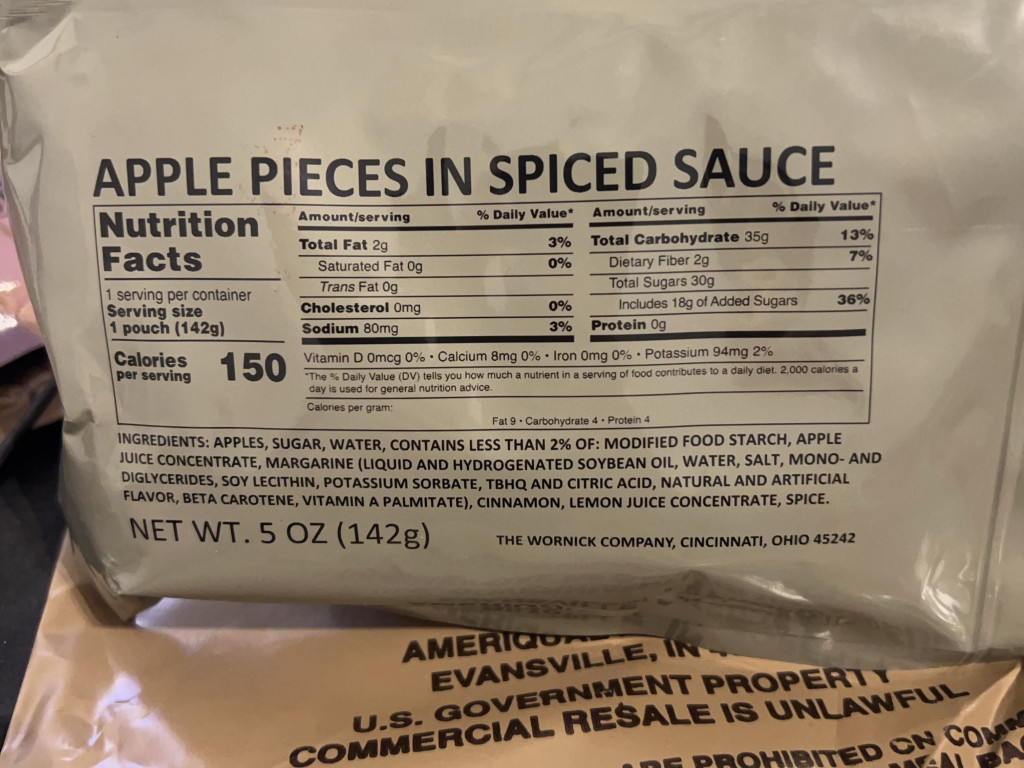 APPLE PIECES IN SPICED SAUCE
Nutrition
Facts
1 serving per container
Serving size
1 pouch (142g)
Calories
per serving
150
Amount/serving % Daily Value*
Total Fat 2g 3%
Saturated Fat 0g 0%
Trans Fat 0g
Cholesterol 0mg 0%
Sodium 80mg 3%
Amount/serving % Daily Value*
Total Carbohydrate 35g 13%
Dietary Fiber 2g 7%
Total Sugars 30g
Includes 18g of Added Sugars 36%
Protein 0g
Vitamin D 0mcg 0% • Calcium 8mg 0% • Iron 0mg 0% • Potassium 94mg 2%
*The % Daily Value (DV) tells you how much a nutrient in a serving of food contributes to a daily diet. 2,000 calories a
day is used for general nutrition advice.
Calories per gram:
Fat 9 • Carbohydrate 4 • Protein 4
INGREDIENTS: APPLES, SUGAR, WATER, CONTAINS LESS THAN 2% OF: MODIFIED FOOD STARCH, APPLE
JUICE CONCENTRATE, MARGARINE (LIQUID AND HYDROGENATED SOYBEAN OIL, WATER, SALT, MONO- AND
DIGLYCERIDES, SOY LECITHIN, POTASSIUM SORBATE, TBHQ AND CITRIC ACID, NATURAL AND ARTIFICIAL
FLAVOR, BETA CAROTENE, VITAMIN A PALMITATE), CINNAMON, LEMON JUICE CONCENTRATE, SPICE.
NET WT. 5 OZ (142g)
THE WORNICK COMPANY, CINCINNATI, OHIO 45242
EVANSVILLE, IN
U.S. GOVERNMENT PROPERTY
COMMERCIAL RESALE IS UNLAWFUL
PROHIBITED ON